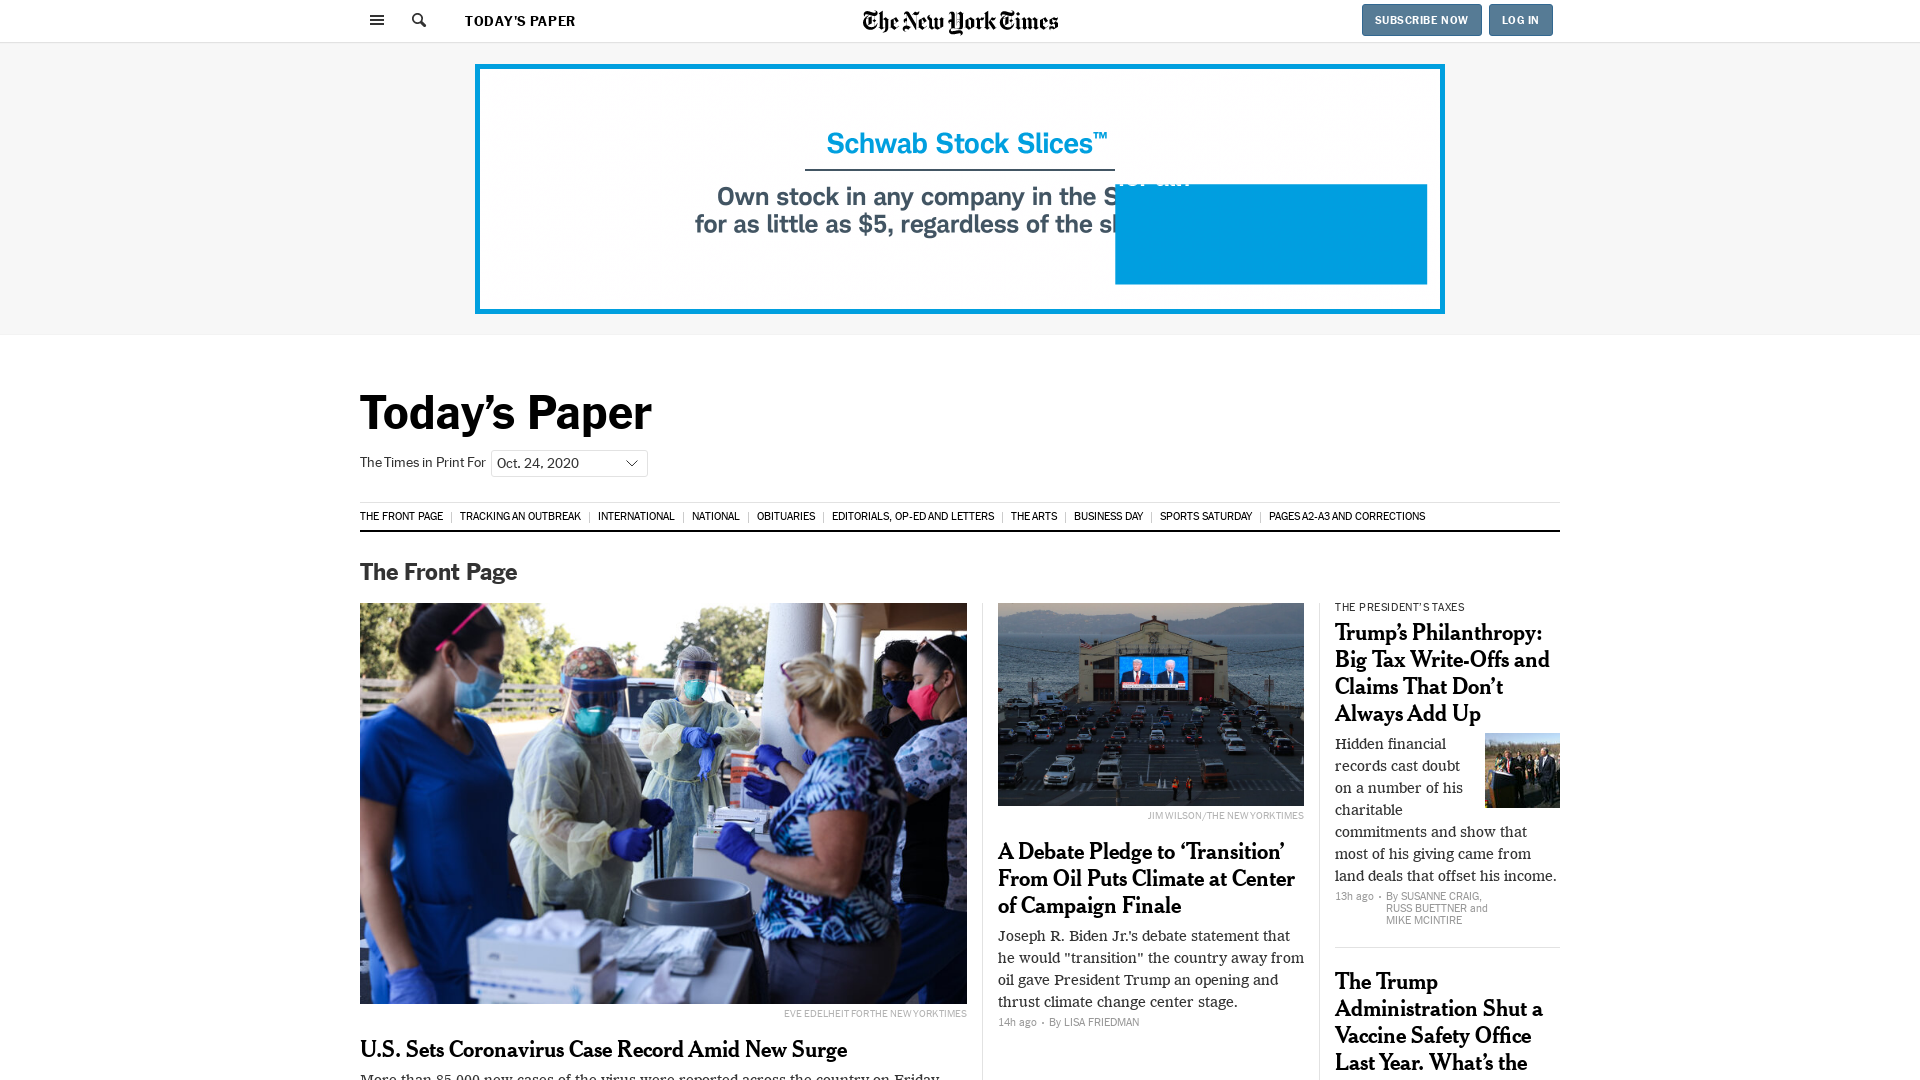 TODAY'S PAPER
The New York Times
SUBSCRIBE NOW
LOG IN
Schwab Stock Slices™
Own stock in any company in the S
for as little as $5, regardless of the
Today's Paper
The Times in Print For
Oct. 24, 2020
THE FRONT PAGE
TRACKING AN OUTBREAK
INTERNATIONAL
NATIONAL
OBITUARIES
EDITORIALS, OP-ED AND LETTERS
THE ARTS
BUSINESS DAY
SPORTS SATURDAY
PAGES A2-A3 AND CORRECTIONS
The Front Page
EVE EDELHEIT FOR THE NEW YORK TIMES
U.S. Sets Coronavirus Case Record Amid New Surge
More than 85,000 new cases of the virus were reported across the country on Friday,
JIM WILSON/THE NEW YORK TIMES
A Debate Pledge to ‘Transition’
From Oil Puts Climate at Center
of Campaign Finale
Joseph R. Biden Jr.'s debate statement that
he would "transition" the country away from
oil gave President Trump an opening and
thrust climate change center stage.
14h ago • By LISA FRIEDMAN
THE PRESIDENT'S TAXES
Trump’s Philanthropy:
Big Tax Write-Offs and
Claims That Don’t
Always Add Up
Hidden financial
records cast doubt
on a number of his
charitable
commitments and show that
most of his giving came from
land deals that offset his income.
13h ago • By SUSANNE CRAIG,
RUSS BUETTNER and
MIKE MCINTIRE
The Trump
Administration Shut a
Vaccine Safety Office
Last Year. What’s the